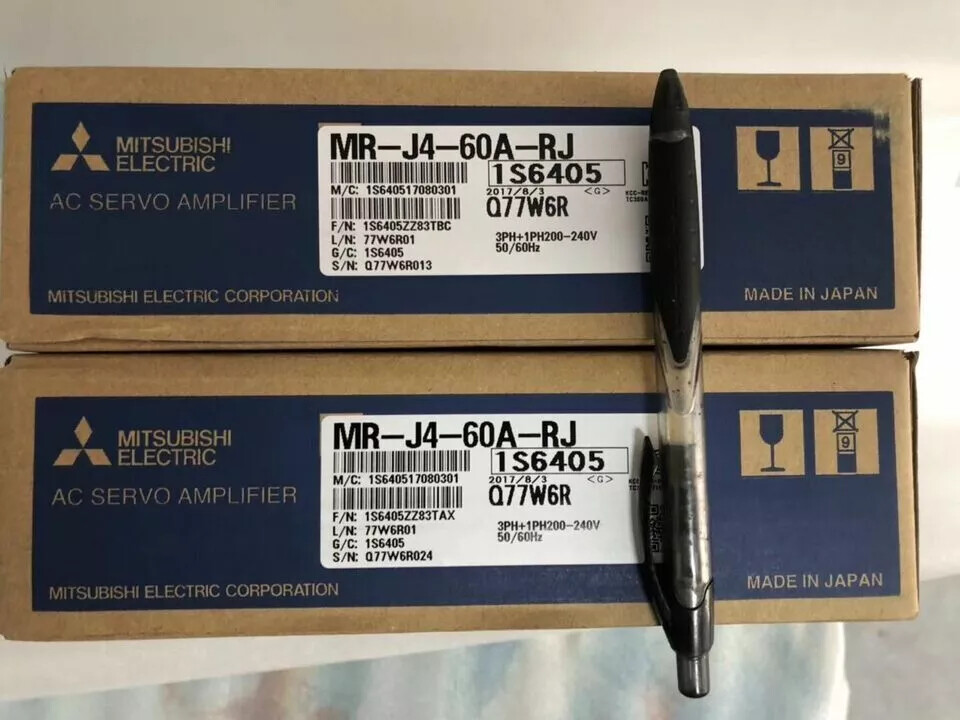 MITSUBISHI
ELECTRIC
AC SERVO AMPLIFIER
MITSUBISHI ELECTRIC CORPORATION
MR-J4-60A-RJ
1S6405
M/C: 1S640517080301
2017/8/3 <G>
Q77W6R
F/N: 1S6405ZZ83TBC
L/N: 77W6R01
G/C: 1S6405
S/N: Q77W6R013
3PH+1PH200-240V
50/60Hz
9
MADE IN JAPAN
MITSUBISHI
ELECTRIC
AC SERVO AMPLIFIER
MITSUBISHI ELECTRIC CORPORATION
MR-J4-60A-RJ
1S6405
M/C: 1S640517080301
2017/8/3 <G>
Q77W6R
F/N: 1S6405ZZ83TAX
L/N: 77W6R01
G/C: 1S6405
S/N: Q77W6R024
3PH+1PH200-240V
50/60Hz
9
MADE IN JAPAN